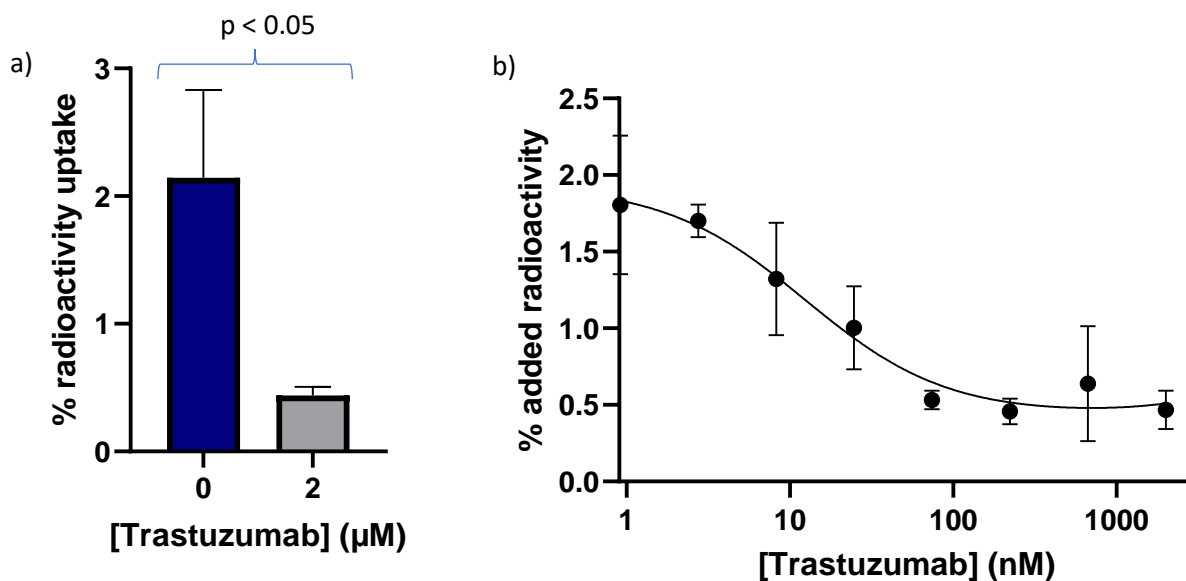 p < 0.05
a)
% radioactivity uptake
3
2
1
0
0 2
[Trastuzumab] (µM)
b)
% added radioactivity
2.5
2.0
1.5
1.0
0.5
0.0
1 10 100 1000
[Trastuzumab] (nM)